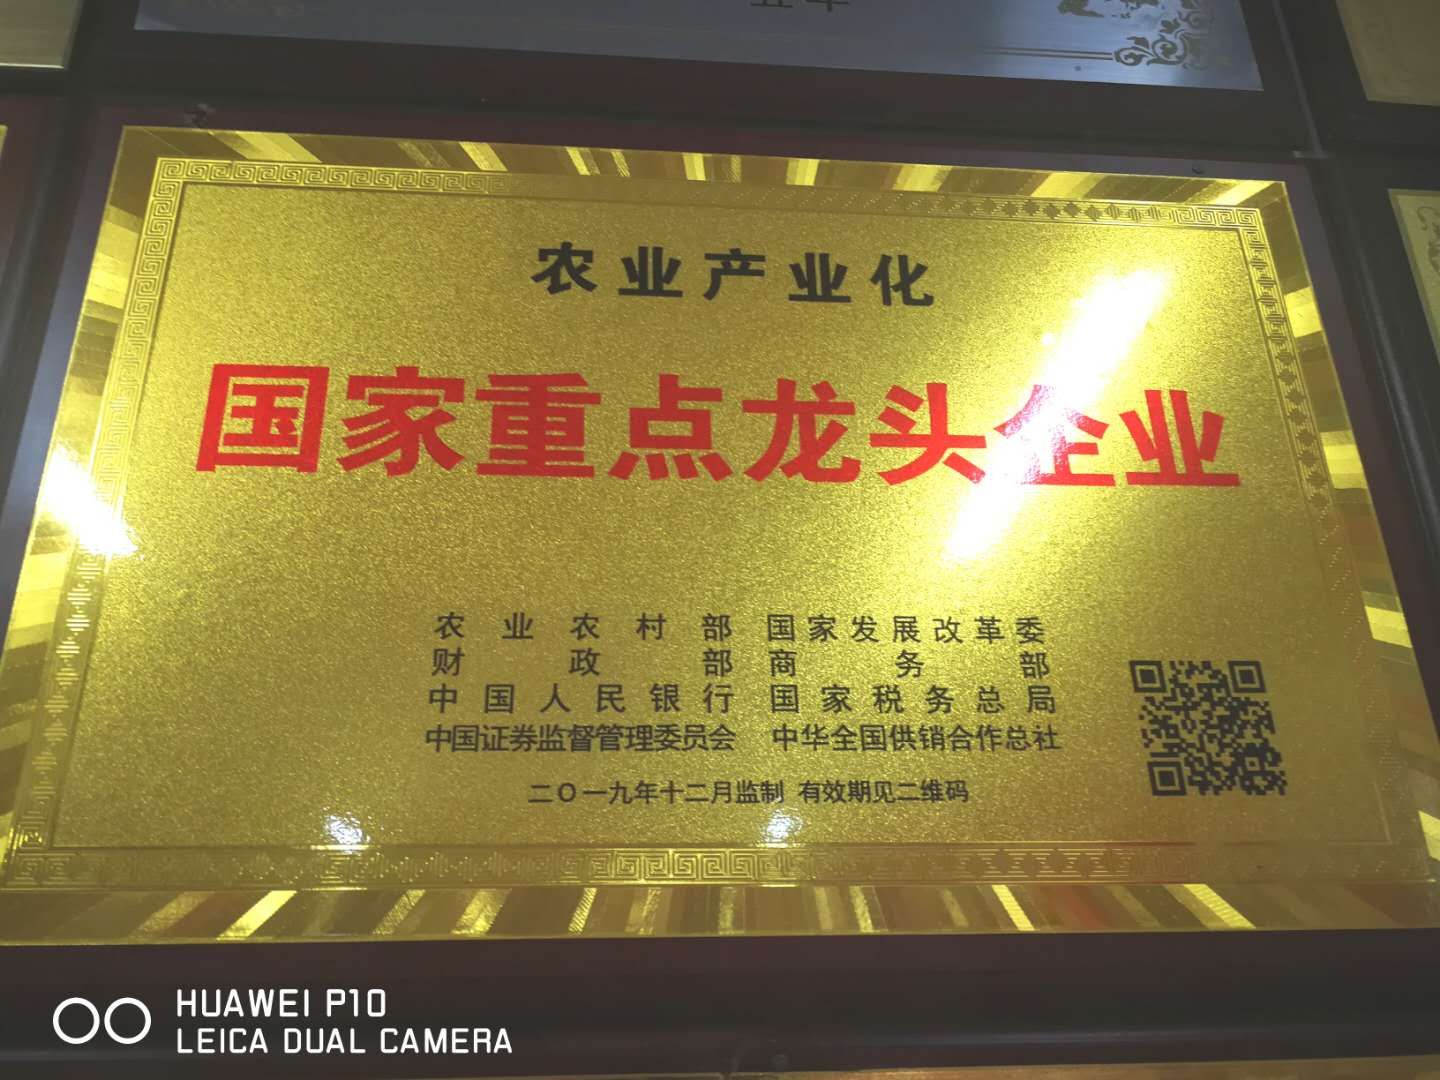 农业产业化
国家重点龙头企业
农业农村部 国家发展改革委
财政部 商务部
中国人民银行 国家税务总局
中国证券监督管理委员会 中华全国供销合作总社
二〇一九年十二月监制 有效期见二维码
HUAWEI P10
LEICA DUAL CAMERA